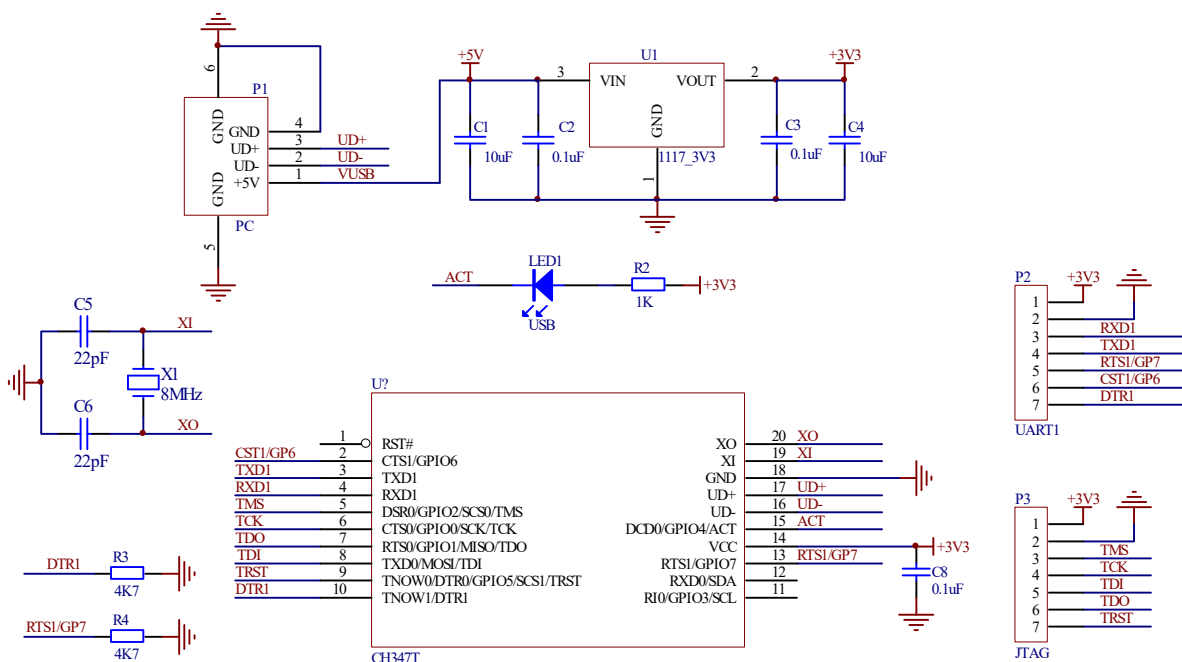 6
P1
GND
GND
4
UD+
3
UD+
UD-
2
UD-
+5V
1
VUSB
GND
PC
5
+5V
U1
+3V3
3
VIN
VOUT
2
GND
1117_3V3
1
C1
10uF
C2
0.1uF
C3
0.1uF
C4
10uF
ACT
LED1
USB
R2
1K
+3V3
C5
22pF
XI
X1
8MHz
C6
22pF
XO
P2
+3V3
1
2
3
RXD1
4
TXD1
5
RTS1/GP7
6
CST1/GP6
7
DTR1
UART1
U?
1
RST#
CST1/GP6
2
CTS1/GPIO6
TXD1
3
TXD1
RXD1
4
RXD1
TMS
5
DSR0/GPIO2/SCS0/TMS
TCK
6
CTS0/GPIO0/SCK/TCK
TDO
7
RTS0/GPIO1/MISO/TDO
TDI
8
TXD0/MOSI/TDI
TRST
9
TNOW0/DTR0/GPIO5/SCS1/TRST
DTR1
10
TNOW1/DTR1
XO
20
XO
XI
19
XI
GND
18
UD+
17
UD+
UD-
16
UD-
DCD0/GPIO4/ACT
15
ACT
VCC
14
+3V3
RTS1/GPIO7
13
RTS1/GP7
RXD0/SDA
12
RI0/GPIO3/SCL
11
CH347T
C8
0.1uF
DTR1
R3
4K7
RTS1/GP7
R4
4K7
P3
+3V3
1
2
3
TMS
4
TCK
5
TDI
6
TDO
7
TRST
JTAG